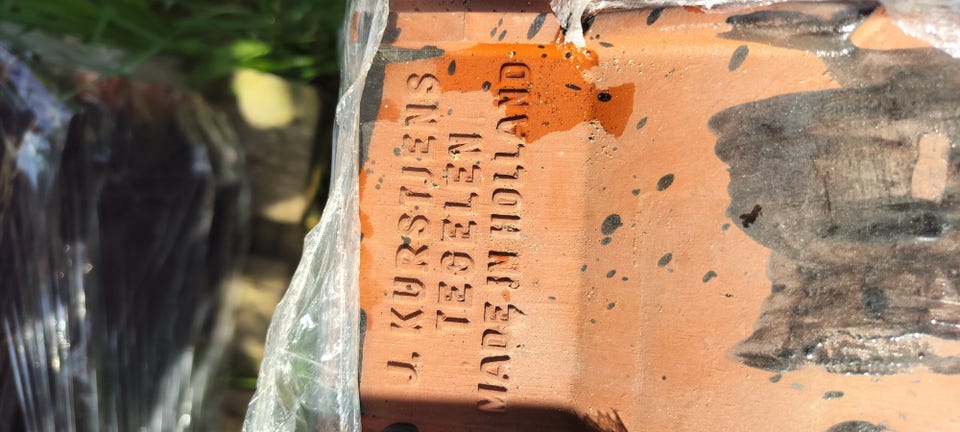 J. KURSTJENS
TEGELEN
MADE IN HOLLAND